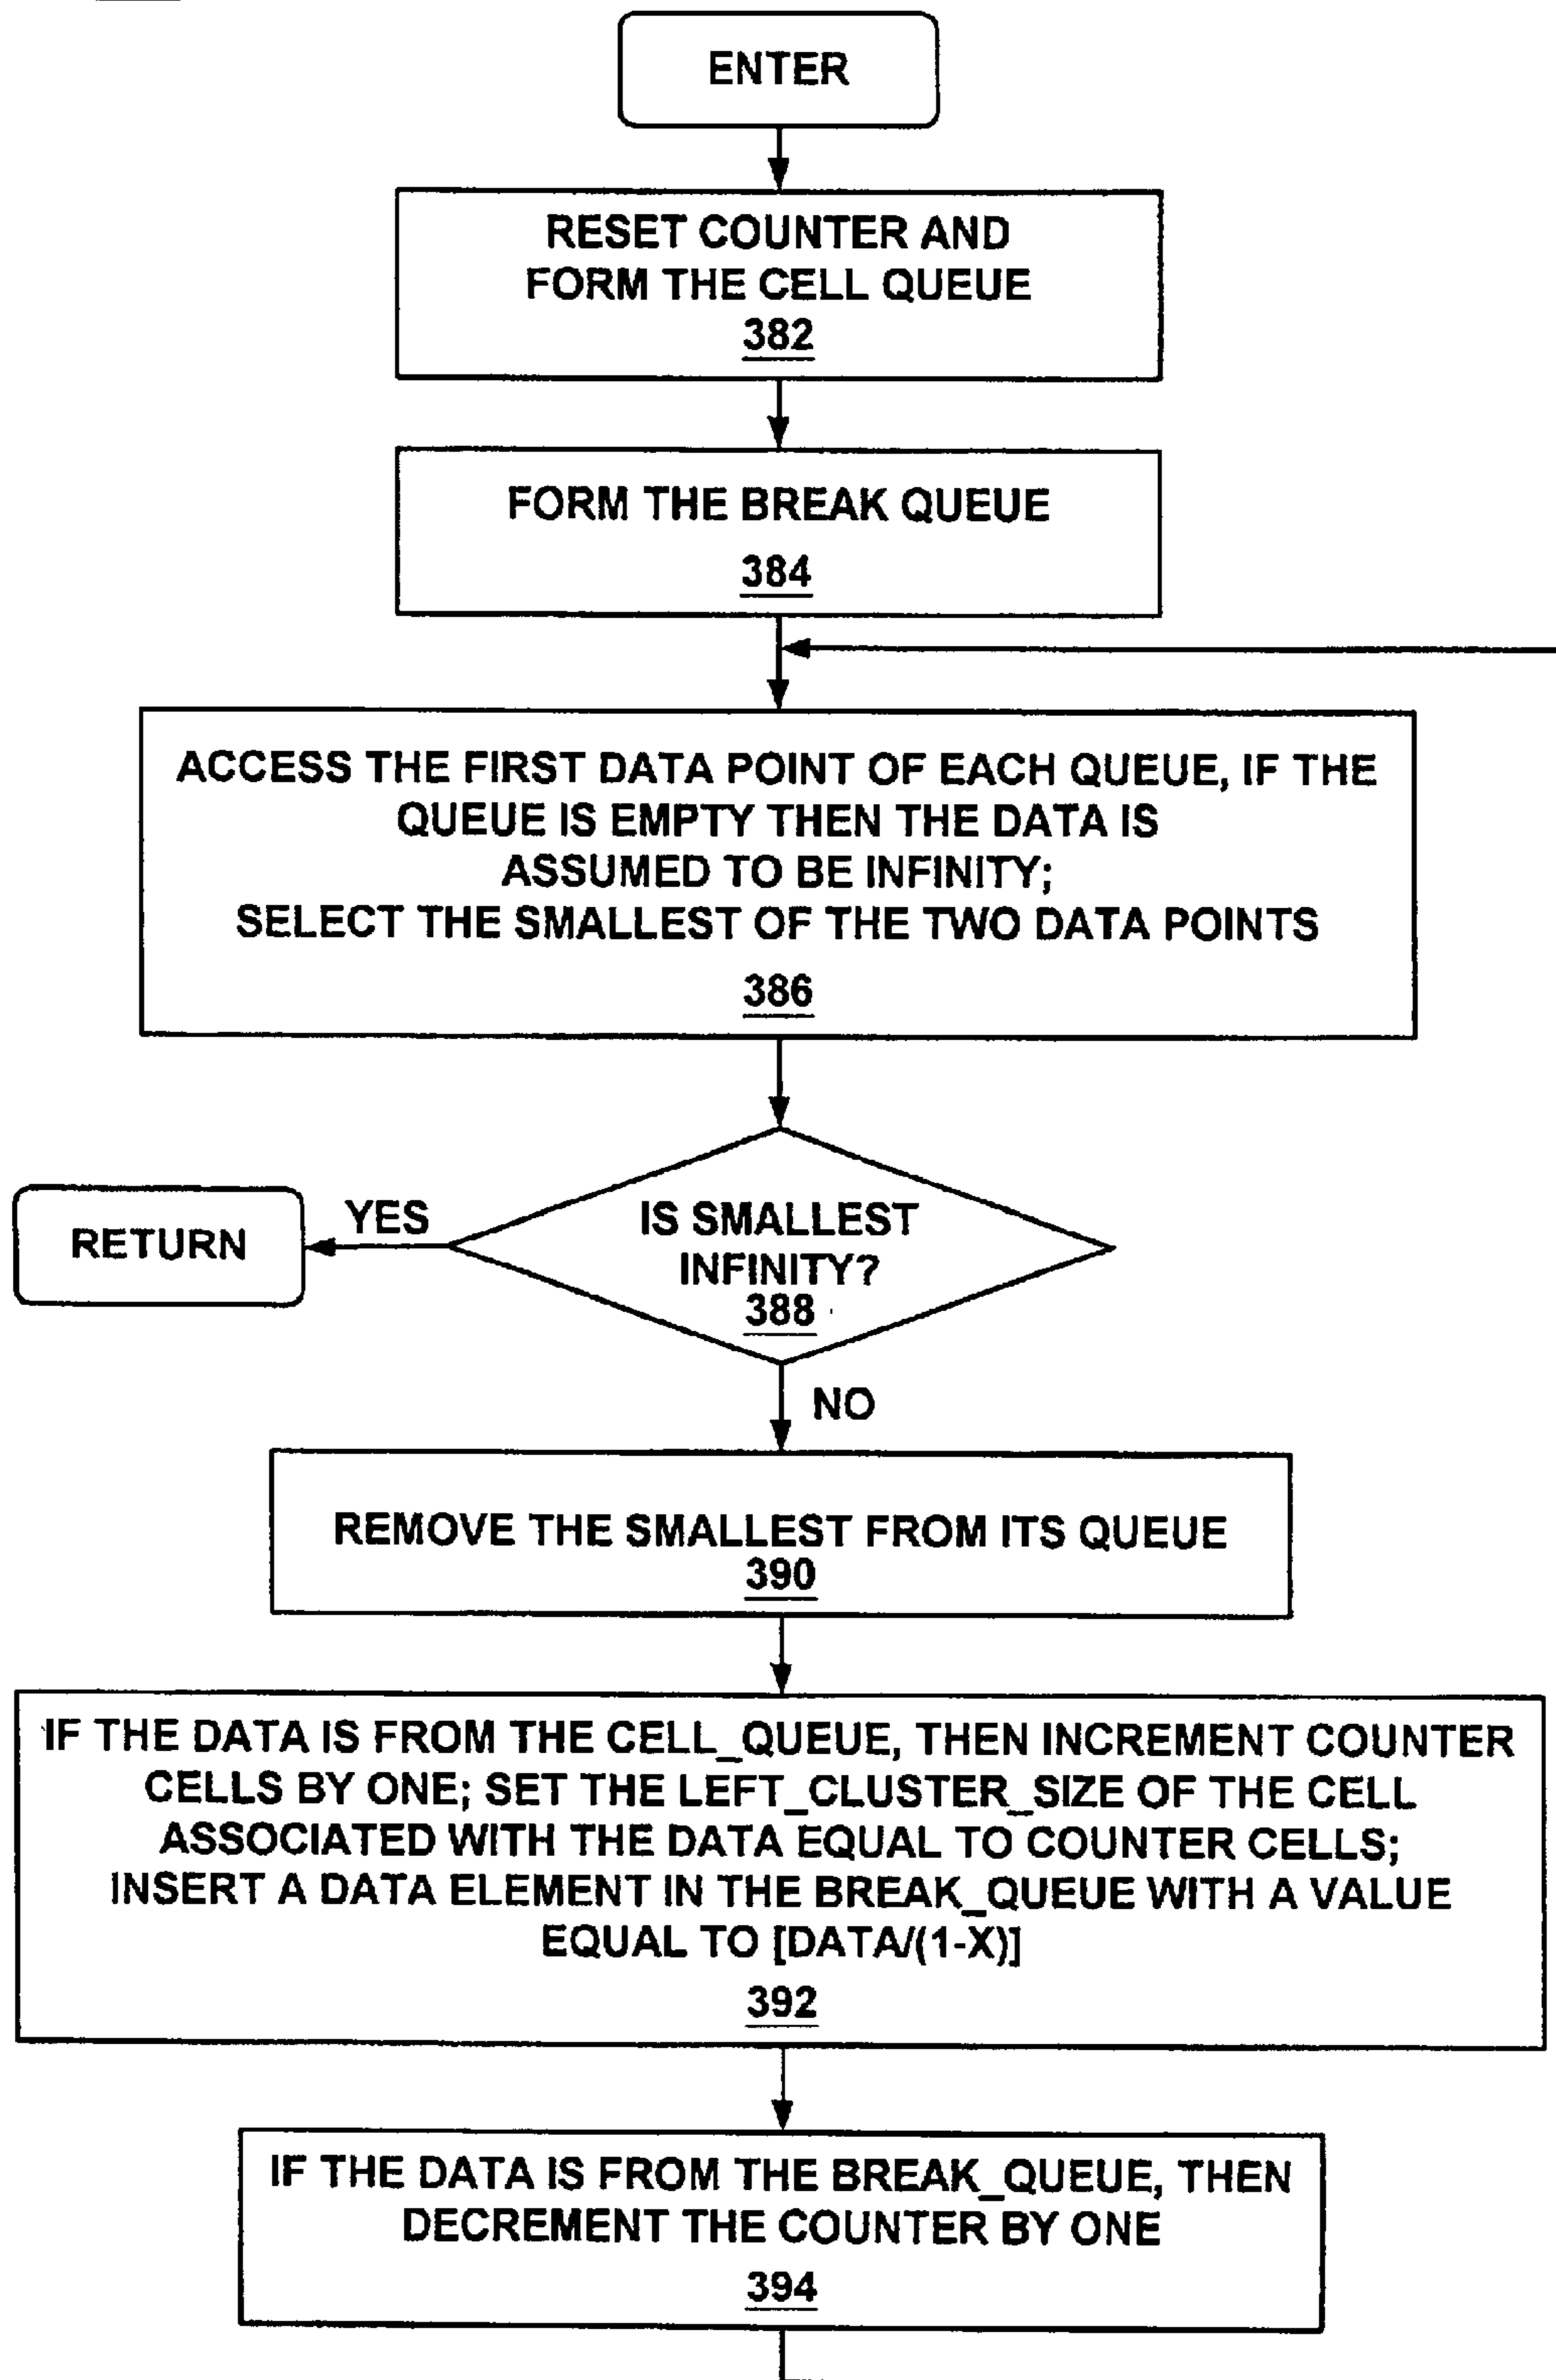 ENTER
RESET COUNTER AND
FORM THE CELL QUEUE
382
FORM THE BREAK QUEUE
384
ACCESS THE FIRST DATA POINT OF EACH QUEUE, IF THE
QUEUE IS EMPTY THEN THE DATA IS
ASSUMED TO BE INFINITY;
SELECT THE SMALLEST OF THE TWO DATA POINTS
386
IS SMALLEST
INFINITY?
388
YES
RETURN
NO
REMOVE THE SMALLEST FROM ITS QUEUE
390
IF THE DATA IS FROM THE CELL_QUEUE, THEN INCREMENT COUNTER
CELLS BY ONE; SET THE LEFT_CLUSTER_SIZE OF THE CELL
ASSOCIATED WITH THE DATA EQUAL TO COUNTER CELLS;
INSERT A DATA ELEMENT IN THE BREAK_QUEUE WITH A VALUE
EQUAL TO [DATA/(1-X)]
392
IF THE DATA IS FROM THE BREAK_QUEUE, THEN
DECREMENT THE COUNTER BY ONE
394